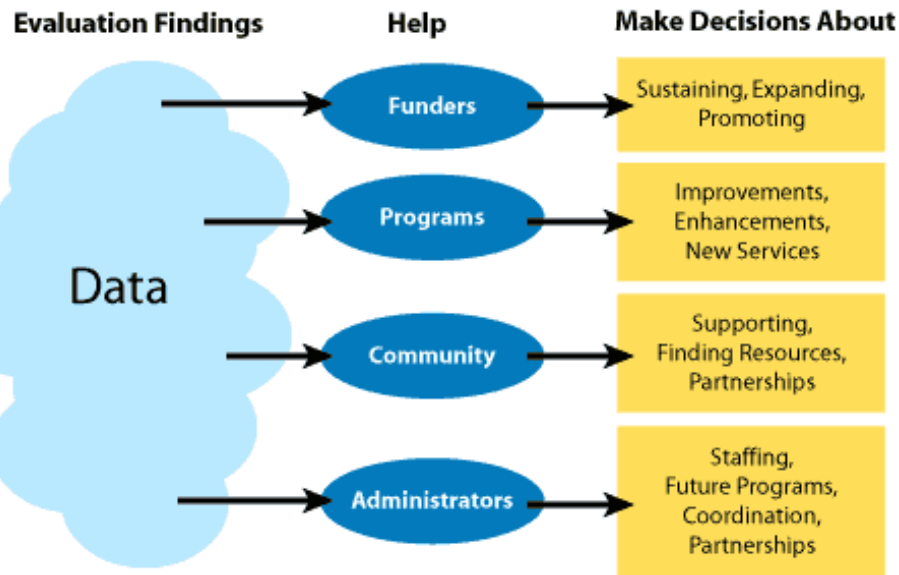 Evaluation Findings
Help
Make Decisions About
Data
Funders
Sustaining, Expanding,
Promoting
Programs
Improvements,
Enhancements,
New Services
Community
Supporting,
Finding Resources,
Partnerships
Administrators
Staffing,
Future Programs,
Coordination,
Partnerships